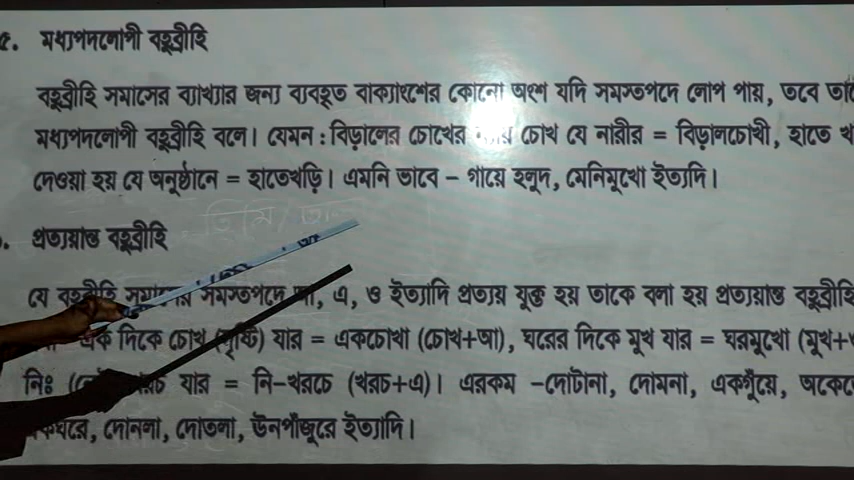 ৫. মধ্যপদলোপী বহুব্রীহি
বহুব্রীহি সমাসের ব্যাখ্যার জন্য ব্যবহৃত বাক্যাংশের কোনো অংশ যদি সমস্তপদে লোপ পায়, তবে
মধ্যপদলোপী বহুব্রীহি বলে। যেমন : বিড়ালের চোখের চোখ যে নারীর = বিড়ালচোখী, হাতে
দেওয়া হয় যে অনুষ্ঠানে = হাতেখড়ি। এমনি ভাবে – গায়ে হলুদ, মেনিমুখো ইত্যাদি।
প্রত্যয়ান্ত বহুব্রীহি
যে বহুব্রীহি সমাসের সমস্তপদে আ, এ, ও ইত্যাদি প্রত্যয় যুক্ত হয় তাকে বলা হয় প্রত্যয়ান্ত বহুব্রীহি
এক দিকে চোখ (দৃষ্টি) যার = একচোখা (চোখ+আ), ঘরের দিকে মুখ যার = ঘরমুখো (মুখ+
নিঃ যার = নি-খরচে (খরচ+এ)। এরকম -দোটানা, দোমনা, একগুঁয়ে,
দোনলা, দোতলা, ঊনপাঁজুরে ইত্যাদি।